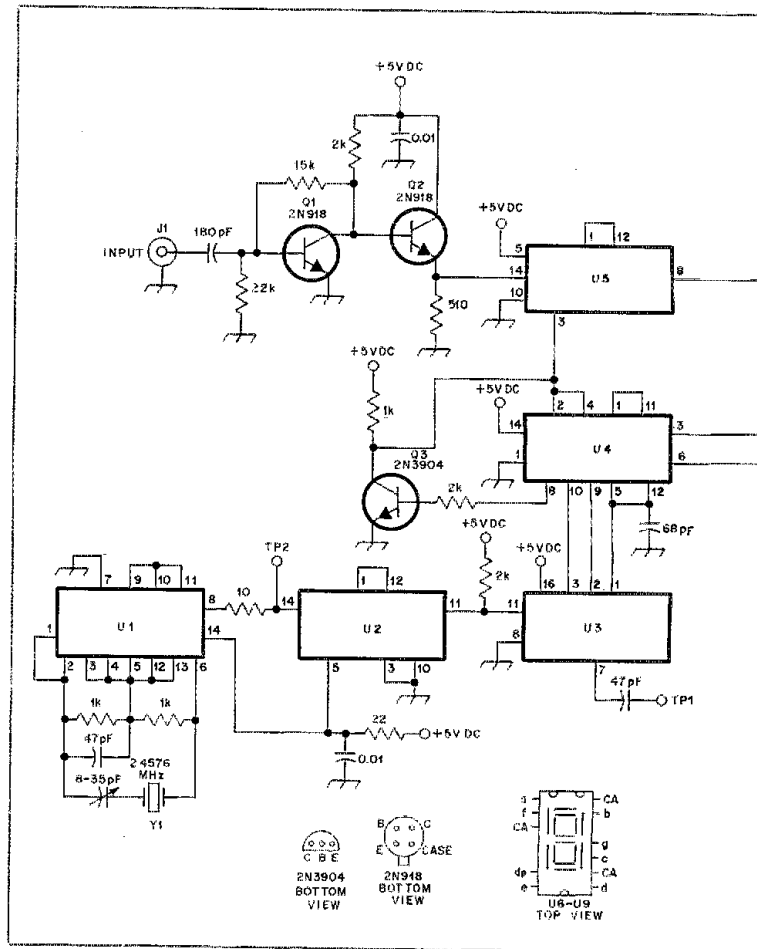 +5VDC
2k
0.01
15k
Q2
2N918
Q1
2N918
J1
180pF
INPUT
22k
510
+5VDC
5
14
10
1
12
U5
8
3
+5VDC
1k
+5VDC
14
1
2
4
1
11
U4
3
6
8
10
9
5
12
Q3
2N3904
2k
68pF
TP2
+5VDC
2k
+5VDC
16
3
2
1
11
U3
8
7
47pF
TP1
7
9
10
11
8
10
14
1
12
U2
11
5
3
10
1
U1
14
2
3
4
5
12
13
6
1k
1k
47pF
8-35pF
2.4576
MHz
Y1
22
+5VDC
0.01
C B E
2N3904
BOTTOM
VIEW
B
C
E
CASE
2N918
BOTTOM
VIEW
CA
f
b
CA
g
c
dp
CA
e
d
U6-U9
TOP VIEW